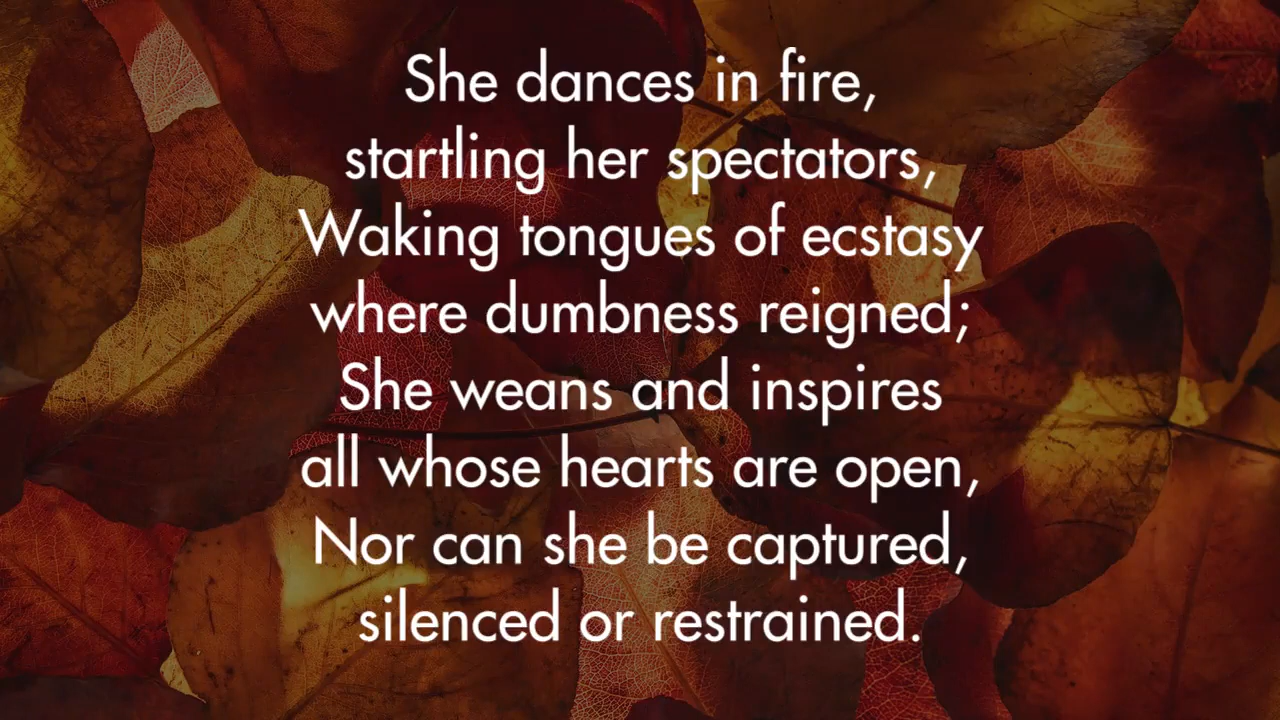 She dances in fire,
startling her spectators,
Waking tongues of ecstasy
where dumbness reigned;
She weans and inspires
all whose hearts are open,
Nor can she be captured,
silenced or restrained.